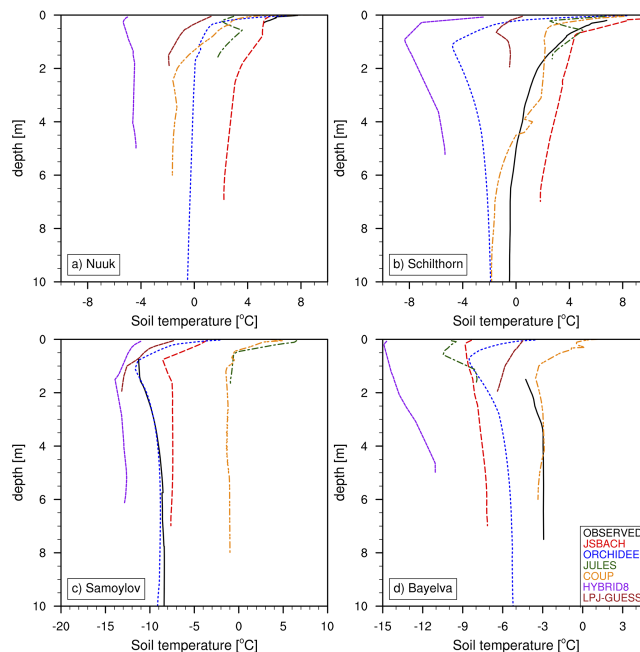 0
2
4
6
8
10
depth [m]
a) Nuuk
-8
-4
0
4
8
Soil temperature [°C]
0
2
4
6
8
10
depth [m]
b) Schilthorn
-8
-4
0
4
8
Soil temperature [°C]
0
2
4
6
8
10
depth [m]
c) Samoylov
-20
-15
-10
-5
0
5
10
Soil temperature [°C]
0
2
4
6
8
10
depth [m]
d) Bayelva
-15
-12
-9
-6
-3
0
3
Soil temperature [°C]
OBSERVED
JSBACH
ORCHIDEE
JULES
COUP
HYBRID8
LPJ-GUESS